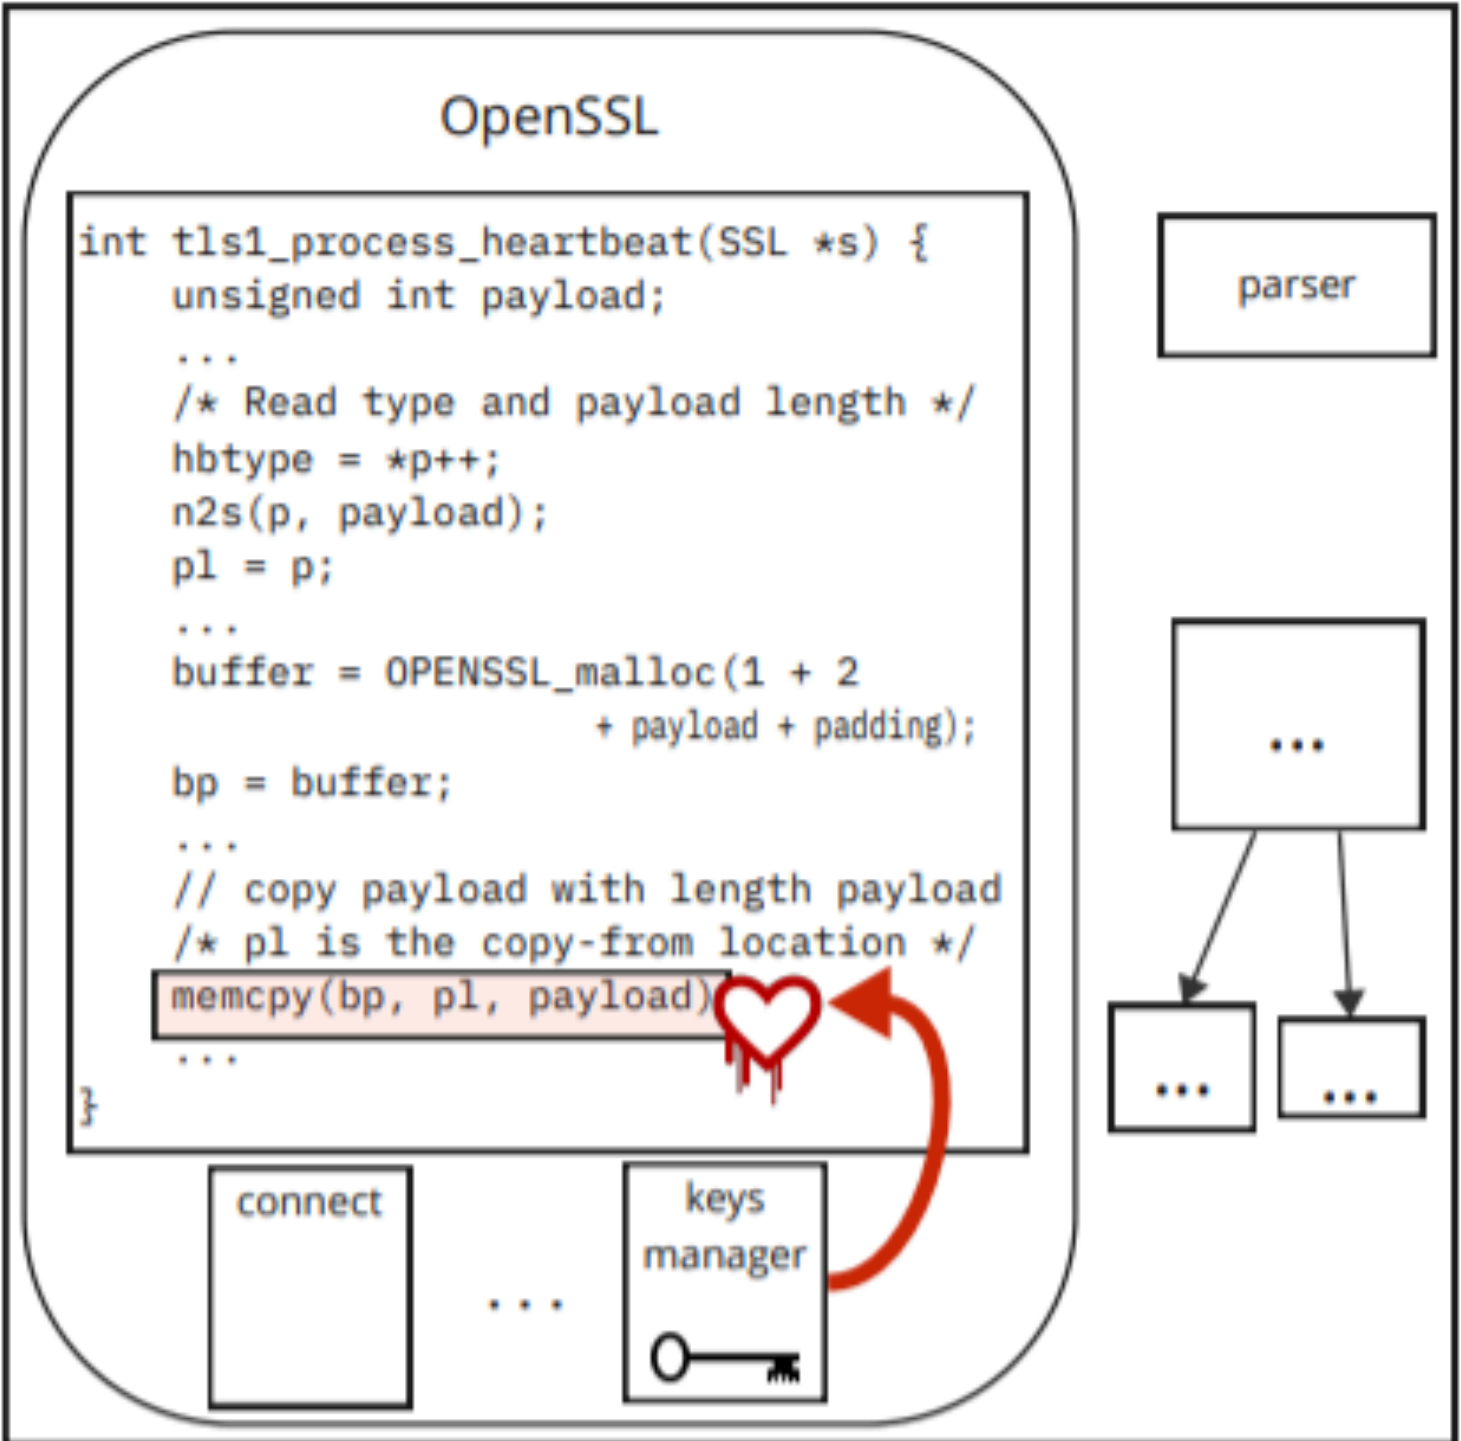 OpenSSL
int tls1_process_heartbeat(SSL *s) {
unsigned int payload;
...
/* Read type and payload length */
hbtype = *p++;
n2s(p, payload);
pl = p;
...
buffer = OPENSSL_malloc(1 + 2
+ payload + padding);
bp = buffer;
...
// copy payload with length payload
/* pl is the copy-from location */
memcpy(bp, pl, payload)
...
}
connect
...
keys
manager
parser
...
...
...